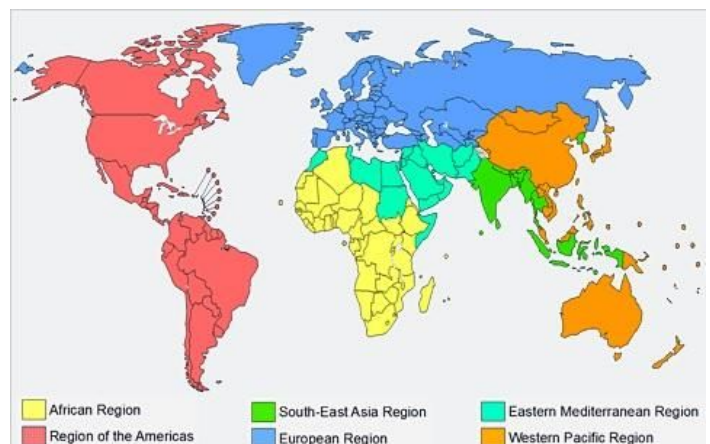 African Region
South-East Asia Region
Eastern Mediterranean Region
Region of the Americas
European Region
Western Pacific Region